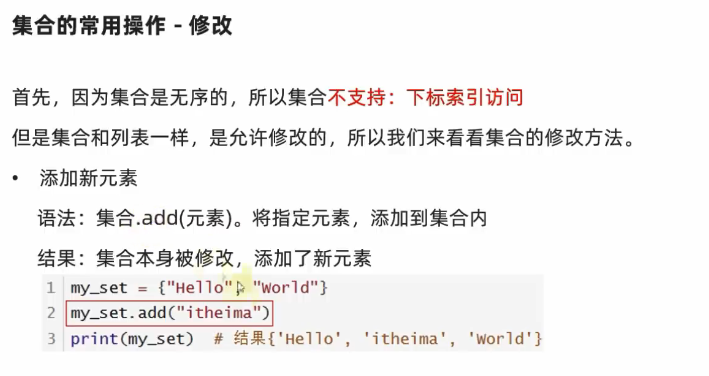 集合的常用操作 - 修改
首先，因为集合是无序的，所以集合不支持：下标索引访问
但是集合和列表一样，是允许修改的，所以我们来看看集合的修改方法。
• 添加新元素
语法：集合.add(元素)。将指定元素，添加到集合内
结果：集合本身被修改，添加了新元素
1 my_set = {"Hello", "World"}
2 my_set.add("itheima")
3 print(my_set)  # 结果{'Hello', 'itheima', 'World'}